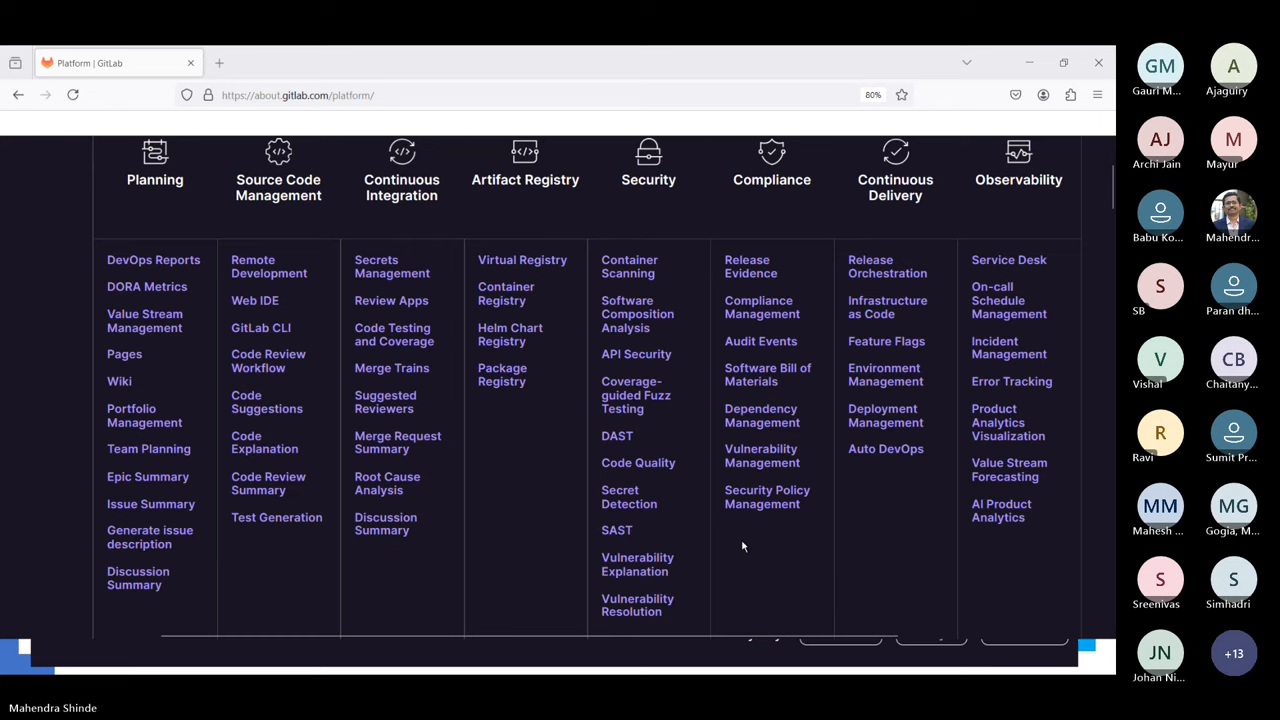 Platform | GitLab
https://about.gitlab.com/platform/
80%
Planning
Source Code
Management
Continuous
Integration
Artifact Registry
Security
Compliance
Continuous
Delivery
Observability
DevOps Reports
DORA Metrics
Value Stream
Management
Pages
Wiki
Portfolio
Management
Team Planning
Epic Summary
Issue Summary
Generate issue
description
Discussion
Summary
Remote
Development
Web IDE
GitLab CLI
Code Review
Workflow
Code
Suggestions
Code
Explanation
Code Review
Summary
Test Generation
Secrets
Management
Review Apps
Code Testing
and Coverage
Merge Trains
Suggested
Reviewers
Merge Request
Summary
Root Cause
Analysis
Discussion
Summary
Virtual Registry
Container
Registry
Helm Chart
Registry
Package
Registry
Container
Scanning
Software
Composition
Analysis
API Security
Coverage-
guided Fuzz
Testing
DAST
Code Quality
Secret
Detection
SAST
Vulnerability
Explanation
Vulnerability
Resolution
Release
Evidence
Compliance
Management
Audit Events
Software Bill of
Materials
Dependency
Management
Vulnerability
Management
Security Policy
Management
Release
Orchestration
Infrastructure
as Code
Feature Flags
Environment
Management
Deployment
Management
Auto DevOps
Service Desk
On-call
Schedule
Management
Incident
Management
Error Tracking
Product
Analytics
Visualization
Value Stream
Forecasting
AI Product
Analytics
GM
Gauri M...
A
Ajaguiry
AJ
Archi Jain
M
Mayur
Babu Ko...
Mahendr...
S
SB
Paran dh...
V
Vishal
CB
Chaitany...
R
Ravi
Sumit Pr...
MM
Mahesh ...
MG
Gogia, M...
S
Sreenivas
S
Simhadri
JN
Johan Ni...
+13
Mahendra Shinde